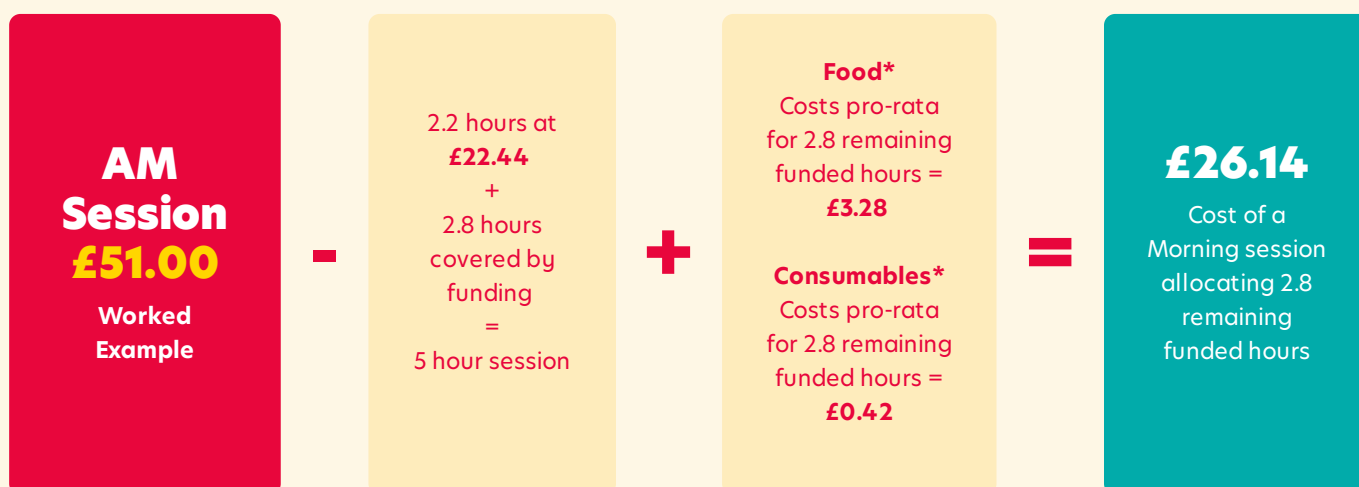 AM
Session
£51.00
Worked
Example
-
2.2 hours at
£22.44
+
2.8 hours
covered by
funding
=
5 hour session
+
Food*
Costs pro-rata
for 2.8 remaining
funded hours =
£3.28
Consumables*
Costs pro-rata
for 2.8 remaining
funded hours =
£0.42
=
£26.14
Cost of a
Morning session
allocating 2.8
remaining
funded hours